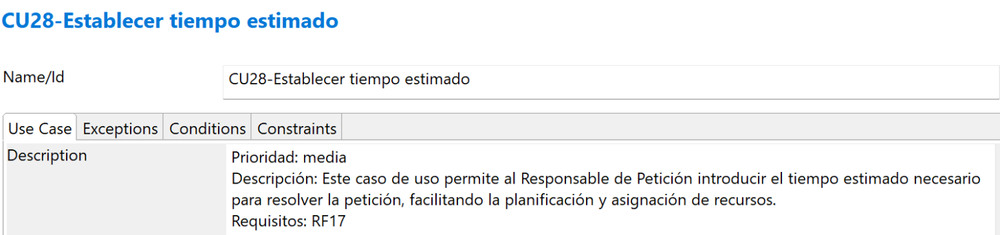 CU28-Establecer tiempo estimado
Name/Id
CU28-Establecer tiempo estimado
Use Case Exceptions Conditions Constraints
Description
Prioridad: media
Descripción: Este caso de uso permite al Responsable de Petición introducir el tiempo estimado necesario
para resolver la petición, facilitando la planificación y asignación de recursos.
Requisitos: RF17